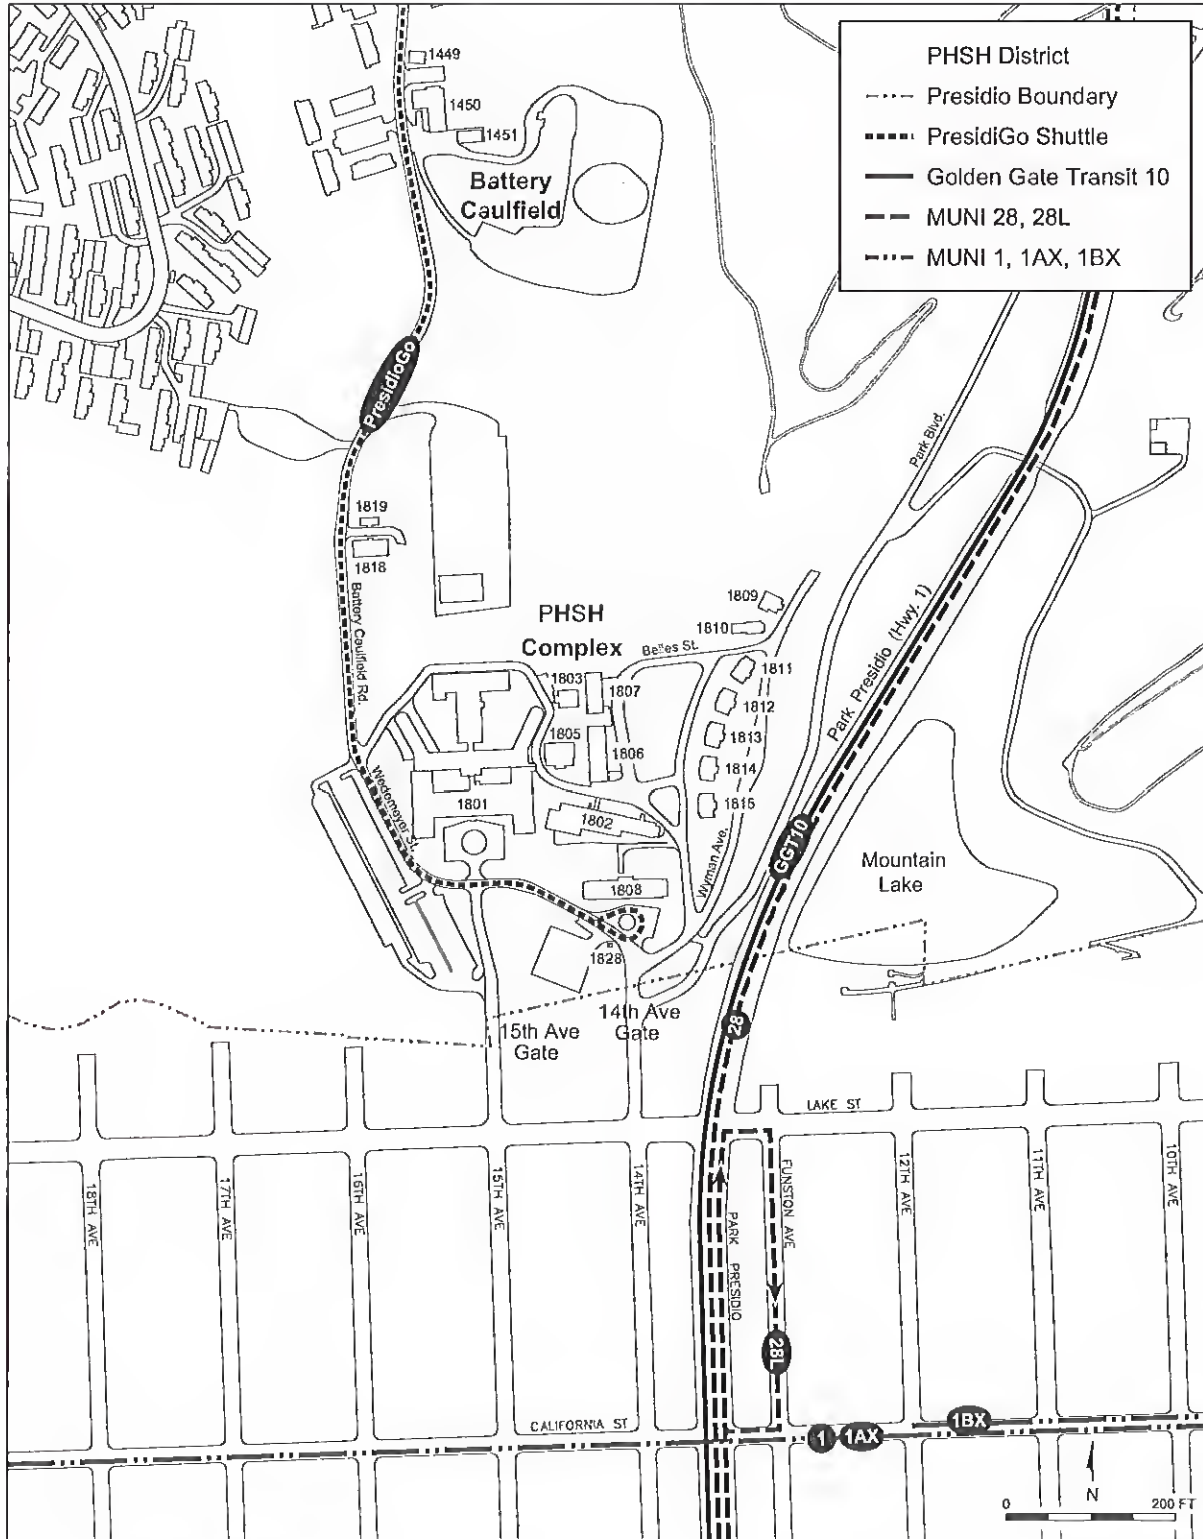 PHSH District
Presidio Boundary
PresidiGo Shuttle
Golden Gate Transit 10
MUNI 28, 28L
MUNI 1, 1AX, 1BX
1449
1450
1451
Battery
Caulfield
PresidioGo
Park Blvd.
1819
1818
Battery Caulfield Rd.
PHSH
Complex
1809
1810
Belles St.
1811
1803
1807
1812
Park Presidio (Hwy. 1)
1813
1805
1806
1814
1815
Wedemeyer St.
1801
1802
GGT10
Mountain
Lake
Wyman Ave.
1808
1828
28
14th Ave
Gate
15th Ave
Gate
LAKE ST
18TH AVE
17TH AVE
16TH AVE
15TH AVE
14TH AVE
PARK PRESIDIO
FUNSTON AVE
12TH AVE
11TH AVE
10TH AVE
28L
CALIFORNIA ST
1
1AX
1BX
N
0
200 FT